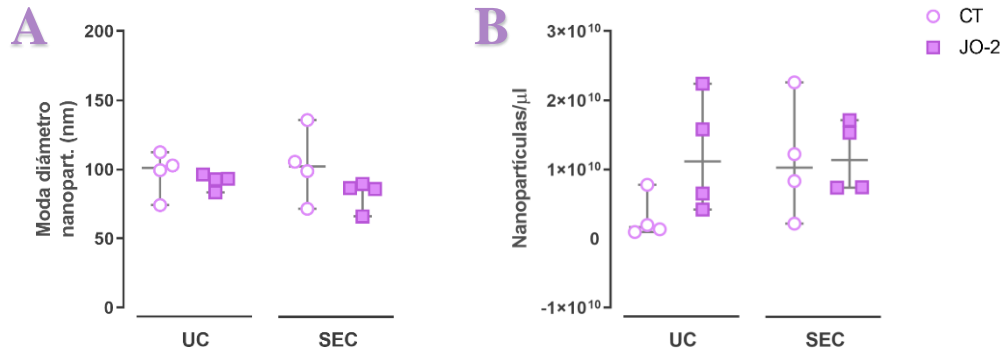 A
Moda diámetro
nanopart. (nm)
200
150
100
50
0
UC
SEC
B
Nanopartículas/µl
3×10¹⁰
2×10¹⁰
1×10¹⁰
0
-1×10¹⁰
UC
SEC
CT
JO-2